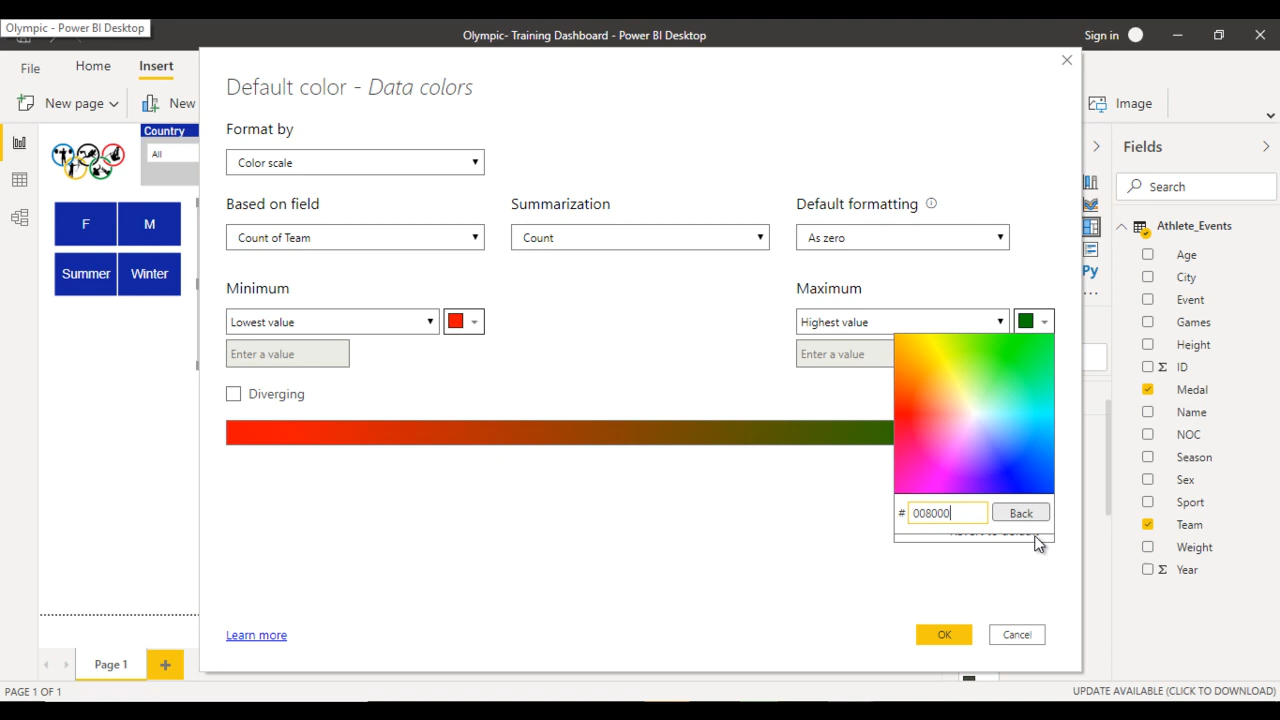 Olympic - Power BI Desktop
Olympic- Training Dashboard - Power BI Desktop
Sign in
File
Home
Insert
New page
New
Image
Country
All
F
M
Summer
Winter
Default color - Data colors
Format by
Color scale
Based on field
Summarization
Default formatting
Count of Team
Count
As zero
Minimum
Maximum
Lowest value
Highest value
Enter a value
Enter a value
Diverging
# 008000
Back
Learn more
OK
Cancel
Fields
Search
Athlete_Events
Age
City
Event
Games
Height
Σ ID
Medal
Name
NOC
Season
Sex
Sport
Team
Weight
Σ Year
Py
Page 1
PAGE 1 OF 1
UPDATE AVAILABLE (CLICK TO DOWNLOAD)